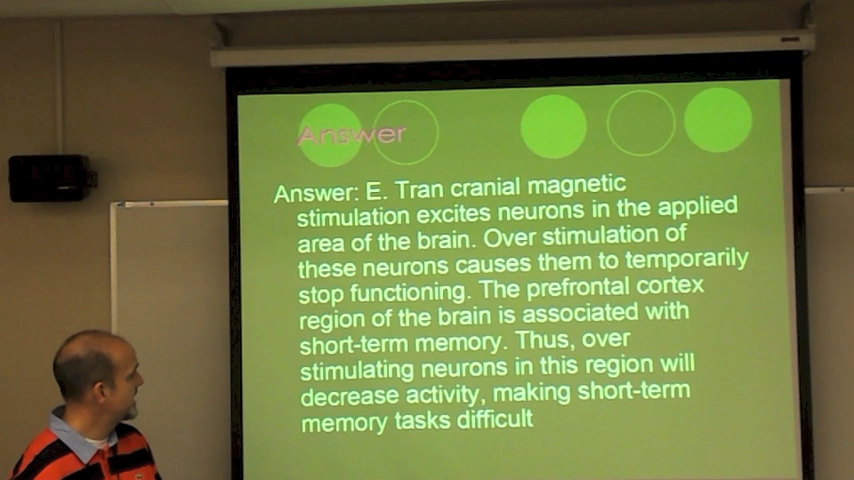 Answer
Answer: E. Tran cranial magnetic
stimulation excites neurons in the applied
area of the brain. Over stimulation of
these neurons causes them to temporarily
stop functioning. The prefrontal cortex
region of the brain is associated with
short-term memory. Thus, over
stimulating neurons in this region will
decrease activity, making short-term
memory tasks difficult